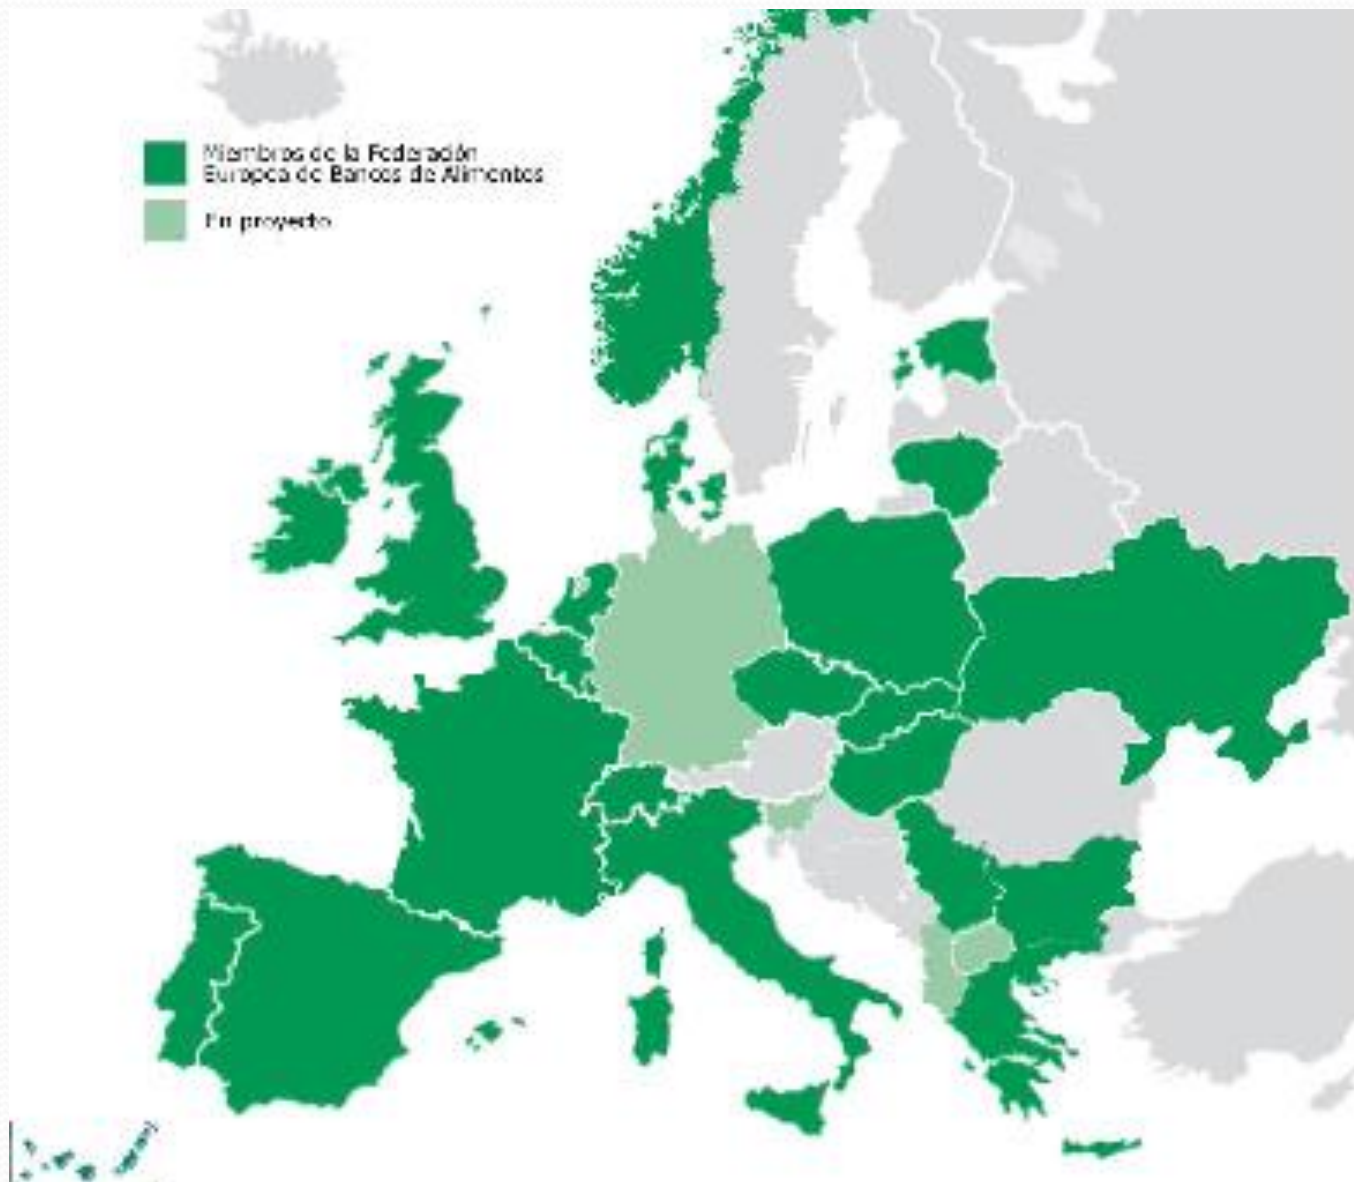 Miembros de la Federación
Europea de Bancos de Alimentos
En proyecto